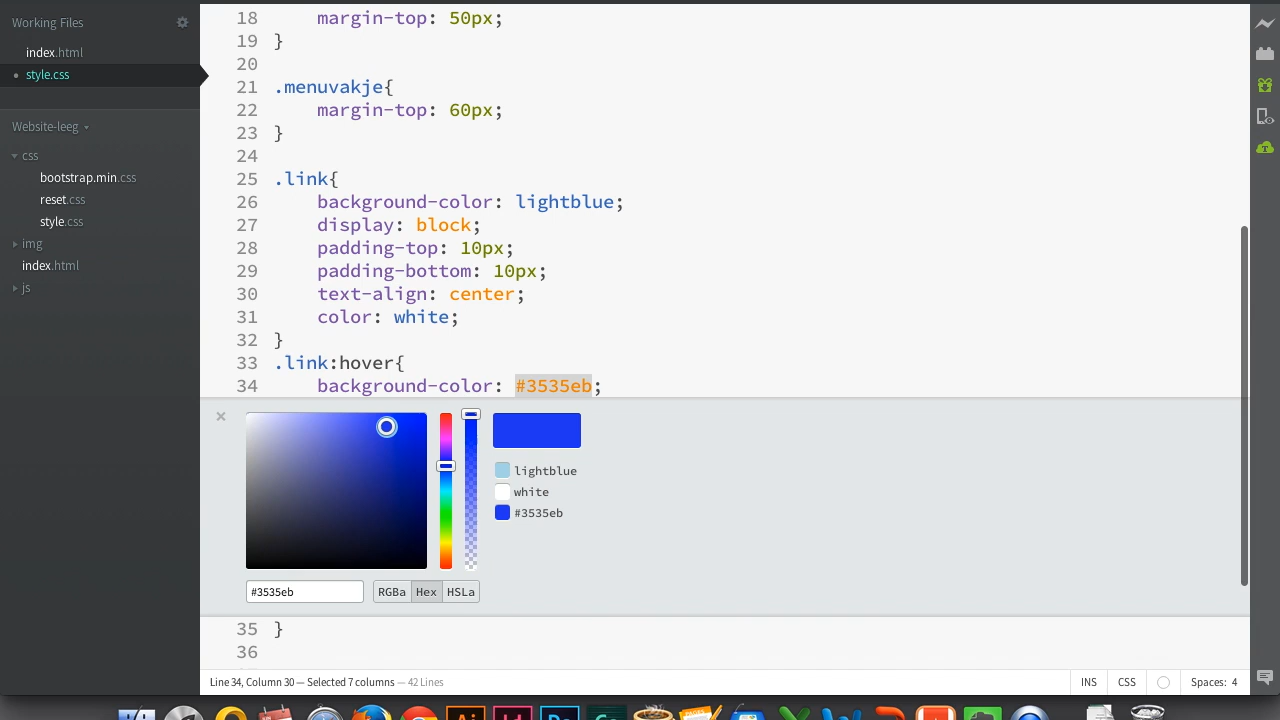 Working Files
index.html
style.css
Website-leeg
css
bootstrap.min.css
reset.css
style.css
img
index.html
js
18 margin-top: 50px;
19 }
20
21 .menuvakje{
22 margin-top: 60px;
23 }
24
25 .link{
26 background-color: lightblue;
27 display: block;
28 padding-top: 10px;
29 padding-bottom: 10px;
30 text-align: center;
31 color: white;
32 }
33 .link:hover{
34 background-color: #3535eb;
lightblue
white
#3535eb
#3535eb RGBa Hex HSLa
35 }
36
Line 34, Column 30 — Selected 7 columns — 42 Lines
INS CSS Spaces: 4